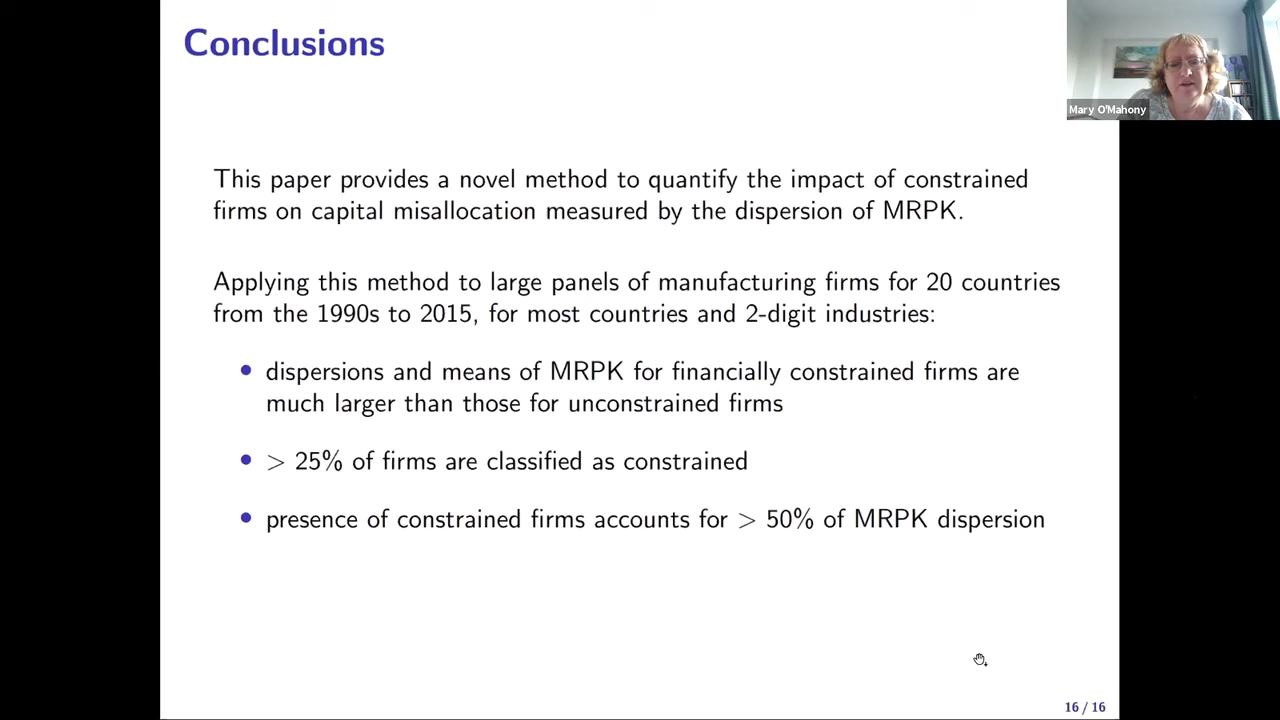 Conclusions
Mary O'Mahony
This paper provides a novel method to quantify the impact of constrained
firms on capital misallocation measured by the dispersion of MRPK.
Applying this method to large panels of manufacturing firms for 20 countries
from the 1990s to 2015, for most countries and 2-digit industries:
• dispersions and means of MRPK for financially constrained firms are
much larger than those for unconstrained firms
• > 25% of firms are classified as constrained
• presence of constrained firms accounts for > 50% of MRPK dispersion
16 / 16